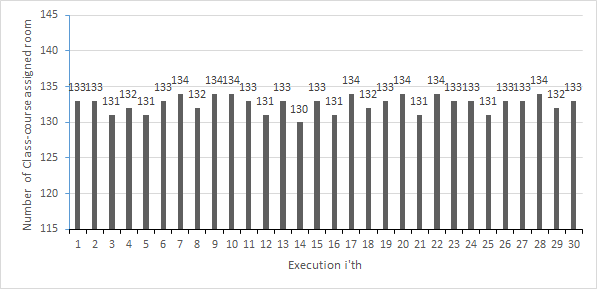 Number of Class-course assigned room
145
140
135
130
125
120
115
133 133 131 132 131 133 134 132 134 134 133 131 133 130 133 131 134 132 133 134 131 134 133 133 131 133 133 134 132 133
1 2 3 4 5 6 7 8 9 10 11 12 13 14 15 16 17 18 19 20 21 22 23 24 25 26 27 28 29 30
Execution i'th